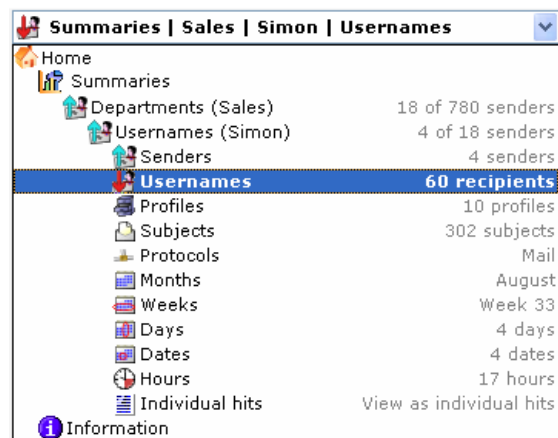 Summaries | Sales | Simon | Usernames
Home
Summaries
Departments (Sales) 18 of 780 senders
Usernames (Simon) 4 of 18 senders
Senders 4 senders
Usernames 60 recipients
Profiles 10 profiles
Subjects 302 subjects
Protocols Mail
Months August
Weeks Week 33
Days 4 days
Dates 4 dates
Hours 17 hours
Individual hits View as individual hits
Information